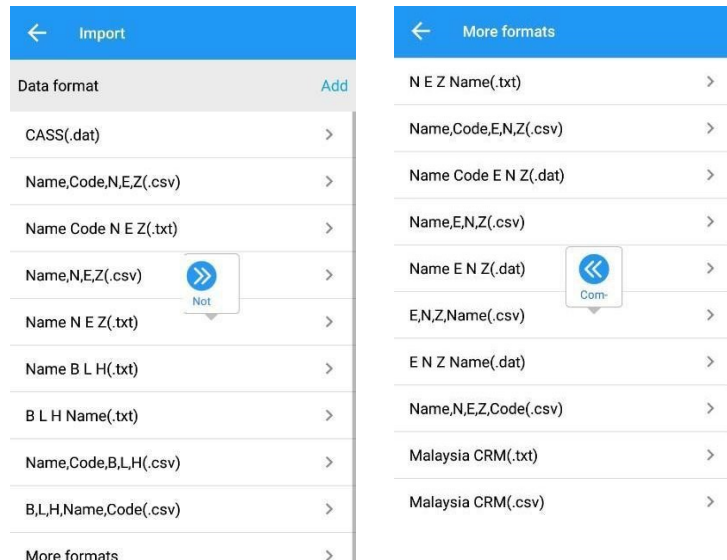 Import
Data format Add
CASS(.dat)
Name,Code,N,E,Z(.csv)
Name Code N E Z(.txt)
Name,N,E,Z(.csv)
Not
Name N E Z(.txt)
Name B L H(.txt)
B L H Name(.txt)
Name,Code,B,L,H(.csv)
B,L,H,Name,Code(.csv)
More formats
More formats
N E Z Name(.txt)
Name,Code,E,N,Z(.csv)
Name Code E N Z(.dat)
Name,E,N,Z(.csv)
Name E N Z(.dat)
Com-
E,N,Z,Name(.csv)
E N Z Name(.dat)
Name,N,E,Z,Code(.csv)
Malaysia CRM(.txt)
Malaysia CRM(.csv)